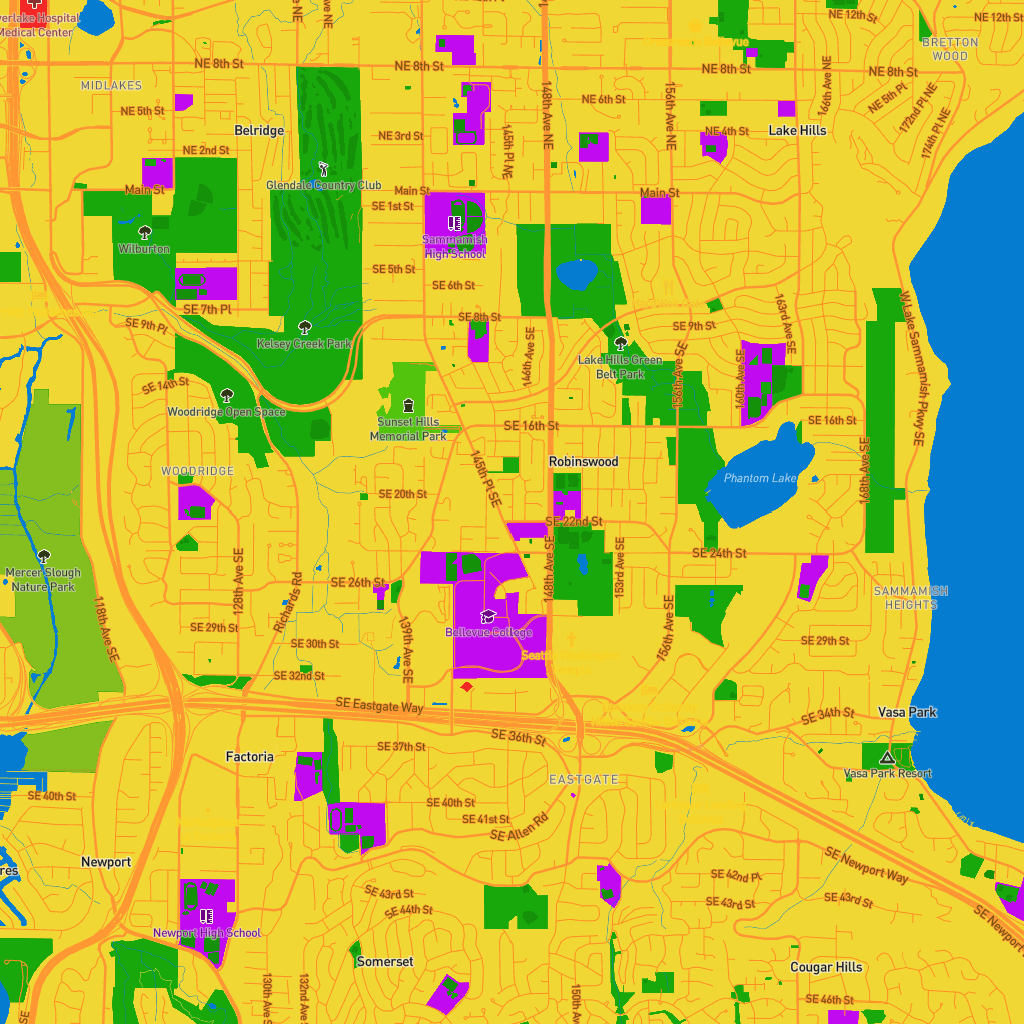 NE 12th St
NE 12th St
BRETTON
WOOD
Overlake Hospital
Medical Center
MIDLAKES
NE 8th St
NE 8th St
NE 8th St
NE 8th St
NE 5th St
NE 6th St
NE 5th Pl
172nd Pl NE
174th Pl NE
166th Ave NE
148th Ave NE
156th Ave NE
145th Pl NE
Belridge
NE 3rd St
NE 4th St
Lake Hills
NE 2nd St
Main St
Main St
Main St
Glendale Country Club
SE 1st St
Wilburton
Sammamish
High School
SE 5th St
SE 6th St
SE 7th Pl
SE 8th St
SE 9th Pl
SE 9th St
163rd Ave SE
W Lake Sammamish Pkwy SE
Kelsey Creek Park
146th Ave SE
Lake Hills Green
Belt Park
156th Ave SE
160th Ave SE
SE 14th St
Woodridge Open Space
Sunset Hills
Memorial Park
SE 16th St
SE 16th St
WOODRIDGE
145th Pl SE
Robinswood
Phantom Lake
168th Ave SE
SE 20th St
SE 22nd St
SE 24th St
Mercer Slough
Nature Park
128th Ave SE
Richards Rd
SE 26th St
148th Ave SE
153rd Ave SE
SAMMAMISH
HEIGHTS
118th Ave SE
SE 29th St
SE 30th St
139th Ave SE
Bellevue College
156th Ave SE
SE 29th St
SE 32nd St
SE Eastgate Way
SE 36th St
SE 34th St
Vasa Park
Factoria
SE 37th St
EASTGATE
Vasa Park Resort
SE 40th St
SE 40th St
SE 41st St
SE Allen Rd
Newport
SE Newport Way
SE 42nd Pl
SE 43rd St
SE 43rd St
SE 43rd St
SE 44th St
Newport High School
SE Newport
Somerset
Cougar Hills
130th Ave SE
132nd Ave
150th Ave
SE 46th St